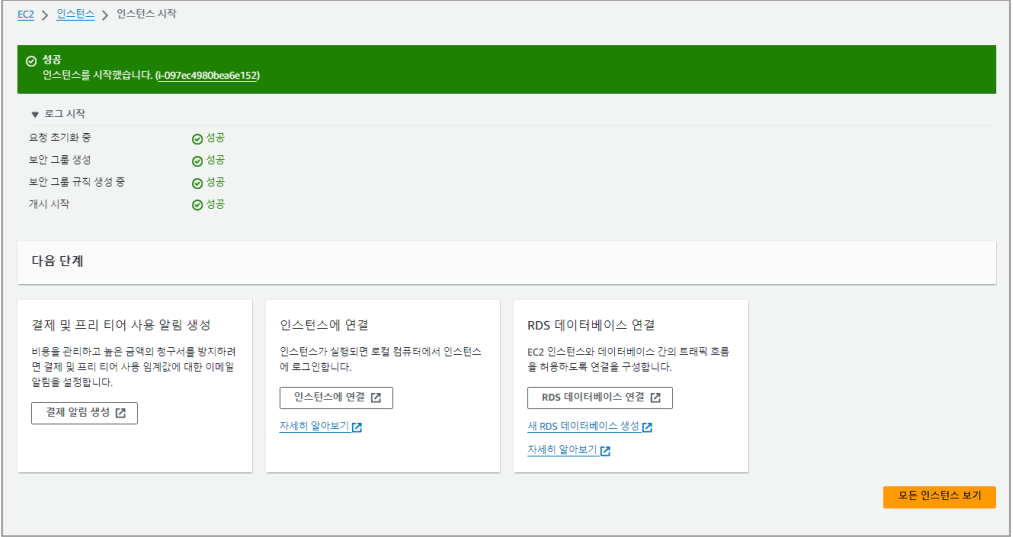 EC2 > 인스턴스 > 인스턴스 시작
성공
인스턴스를 시작했습니다. (i-097ec4980bea6e152)
▼ 로그 시작
요청 초기화 중 성공
보안 그룹 생성 성공
보안 그룹 규칙 생성 중 성공
개시 시작 성공
다음 단계
결제 및 프리 티어 사용 알림 생성
비용을 관리하고 높은 금액의 청구서를 방지하려
면 결제 및 프리 티어 사용 임계값에 대한 이메일
알림을 설정합니다.
결제 알림 생성
인스턴스에 연결
인스턴스가 실행되면 로컬 컴퓨터에서 인스턴스
에 로그인합니다.
인스턴스에 연결
자세히 알아보기
RDS 데이터베이스 연결
EC2 인스턴스와 데이터베이스 간의 트래픽 흐름
을 허용하도록 연결을 구성합니다.
RDS 데이터베이스 연결
새 RDS 데이터베이스 생성
자세히 알아보기
모든 인스턴스 보기